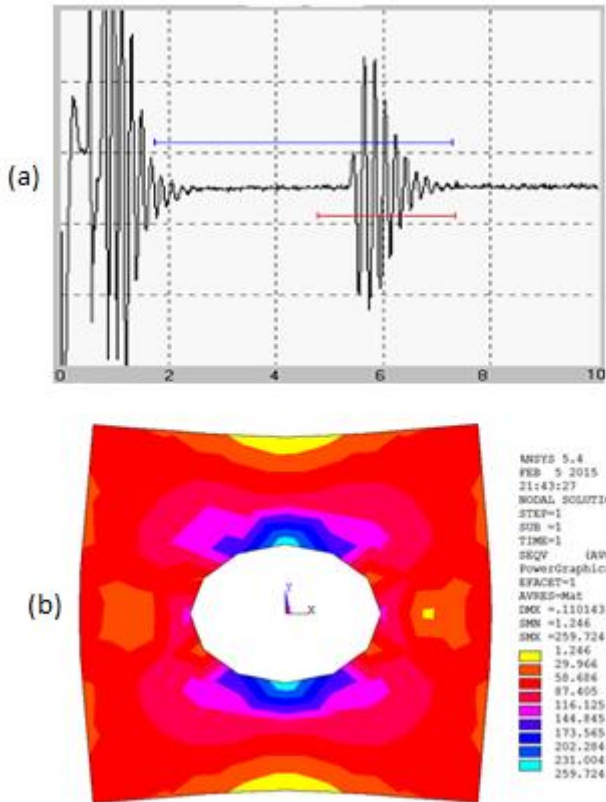 (a)
0 2 4 6 8 10
(b)
ANSYS 5.4
FEB 5 2015
21:43:27
NODAL SOLUTIO
STEP=1
SUB =1
TIME=1
SEQV (AV
PowerGraphics
EFACET=1
AVRES=Mat
DMX =.110143
SMN =1.246
SMX =259.724
Y
X
1.246
29.966
58.686
87.405
116.125
144.845
173.565
202.284
231.004
259.724